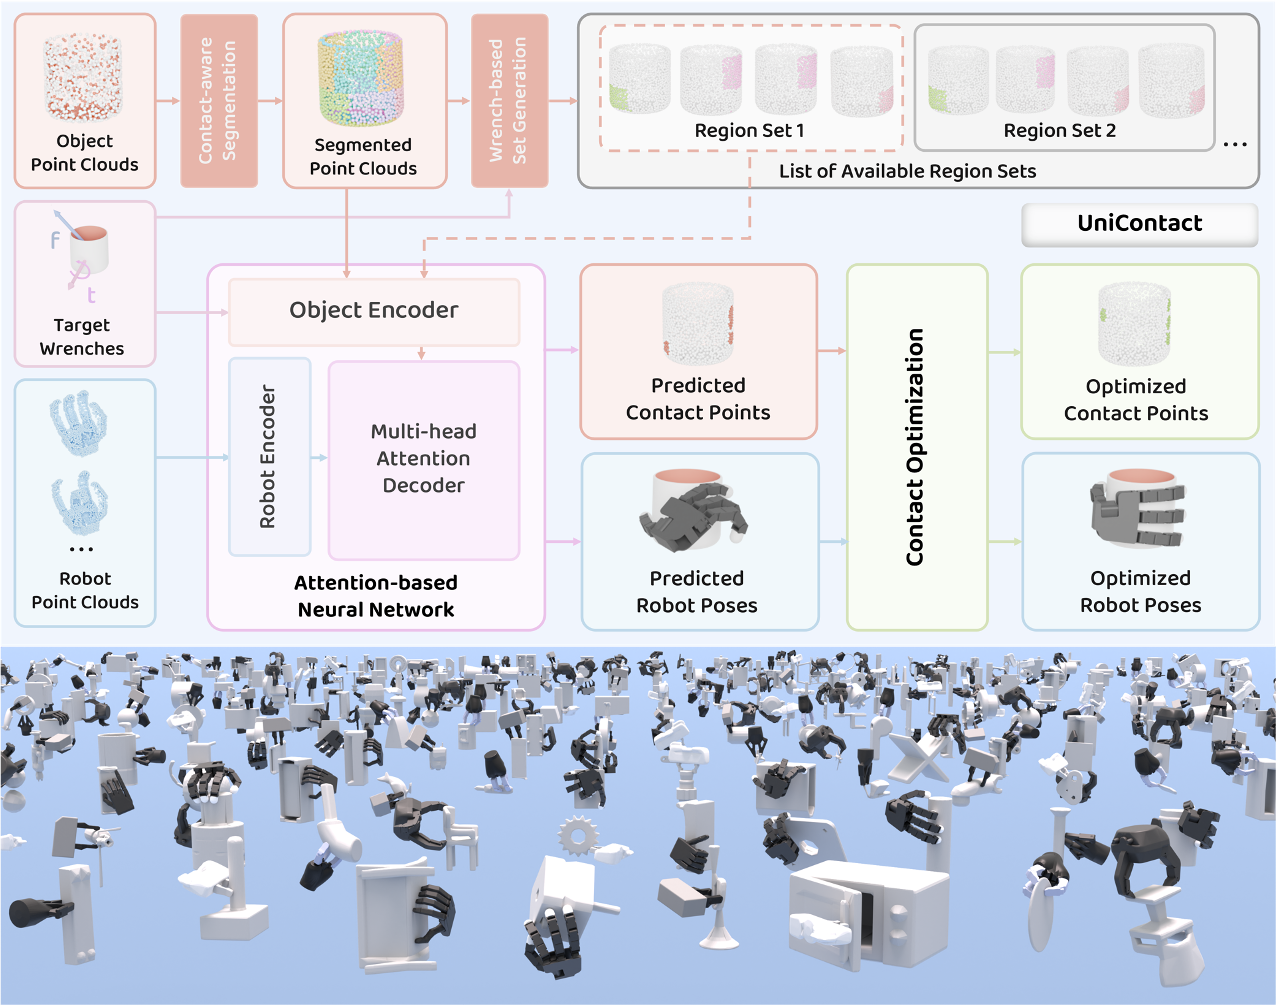 Object
Point Clouds
Contact-aware
Segmentation
Segmented
Point Clouds
Wrench-based
Set Generation
Region Set 1
Region Set 2
...
List of Available Region Sets
UniContact
f
t
Target
Wrenches
...
Robot
Point Clouds
Object Encoder
Robot Encoder
Multi-head
Attention
Decoder
Attention-based
Neural Network
Predicted
Contact Points
Predicted
Robot Poses
Contact Optimization
Optimized
Contact Points
Optimized
Robot Poses